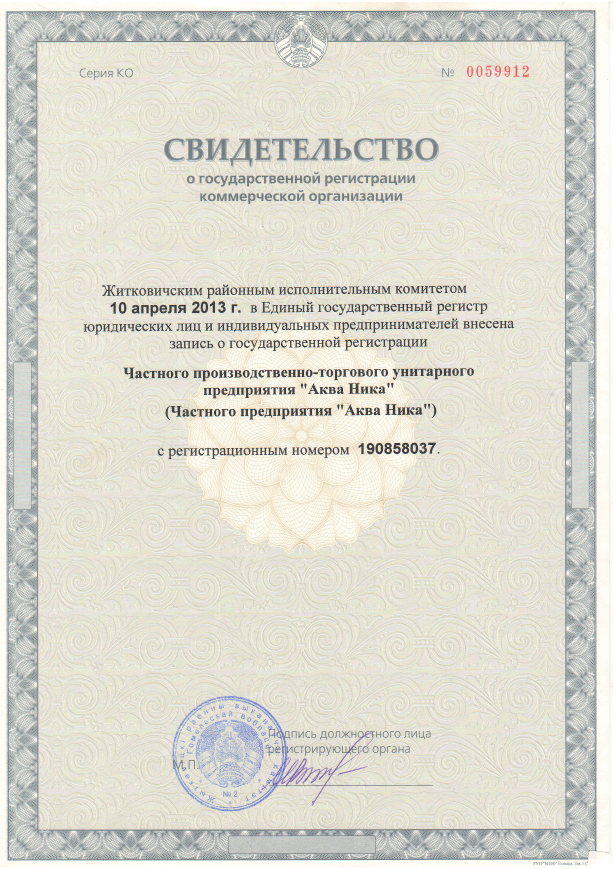 Серия КО
№ 0059912
СВИДЕТЕЛЬСТВО
о государственной регистрации
коммерческой организации
Житковичским районным исполнительным комитетом
10 апреля 2013 г. в Единый государственный регистр
юридических лиц и индивидуальных предпринимателей внесена
запись о государственной регистрации
Частного производственно-торгового унитарного
предприятия "Аква Ника"
(Частного предприятия "Аква Ника")
с регистрационным номером 190858037.
Подпись должностного лица
регистрирующего органа
М.П.
№ 2